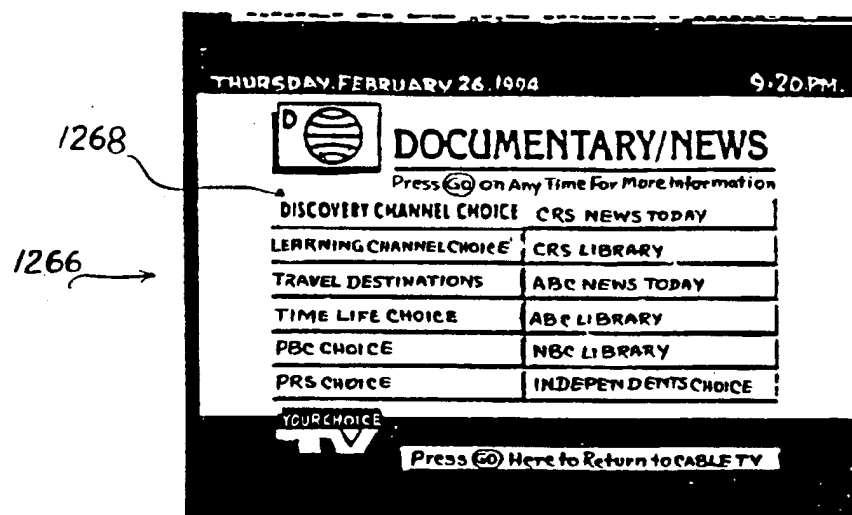 THURSDAY, FEBRUARY 26, 1994 9:20 PM.
1268
D
DOCUMENTARY/NEWS
Press GO on Any Time For More Information
DISCOVERY CHANNEL CHOICE CRS NEWS TODAY
LEARNING CHANNEL CHOICE CRS LIBRARY
1266
TRAVEL DESTINATIONS ABC NEWS TODAY
TIME LIFE CHOICE ABC LIBRARY
PBC CHOICE NBC LIBRARY
PRS CHOICE INDEPENDENTS CHOICE
YOUR CHOICE
TV
Press GO Here to Return to CABLE TV